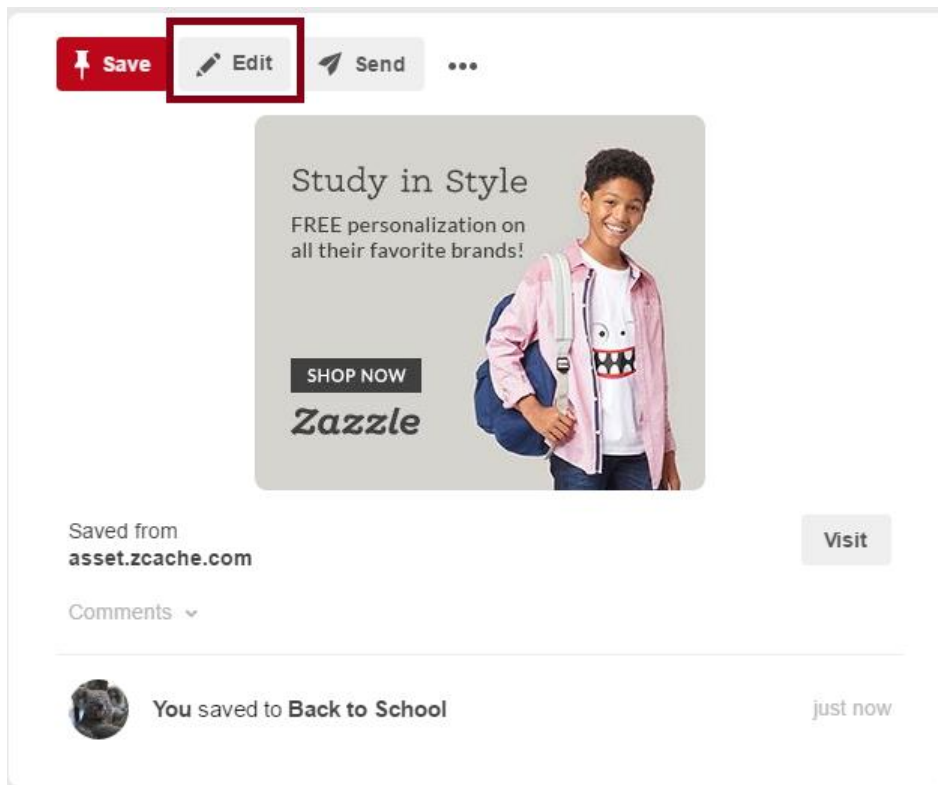 Save Edit Send •••
Study in Style
FREE personalization on
all their favorite brands!
SHOP NOW
Zazzle
Saved from
asset.zcache.com
Visit
Comments
You saved to Back to School just now